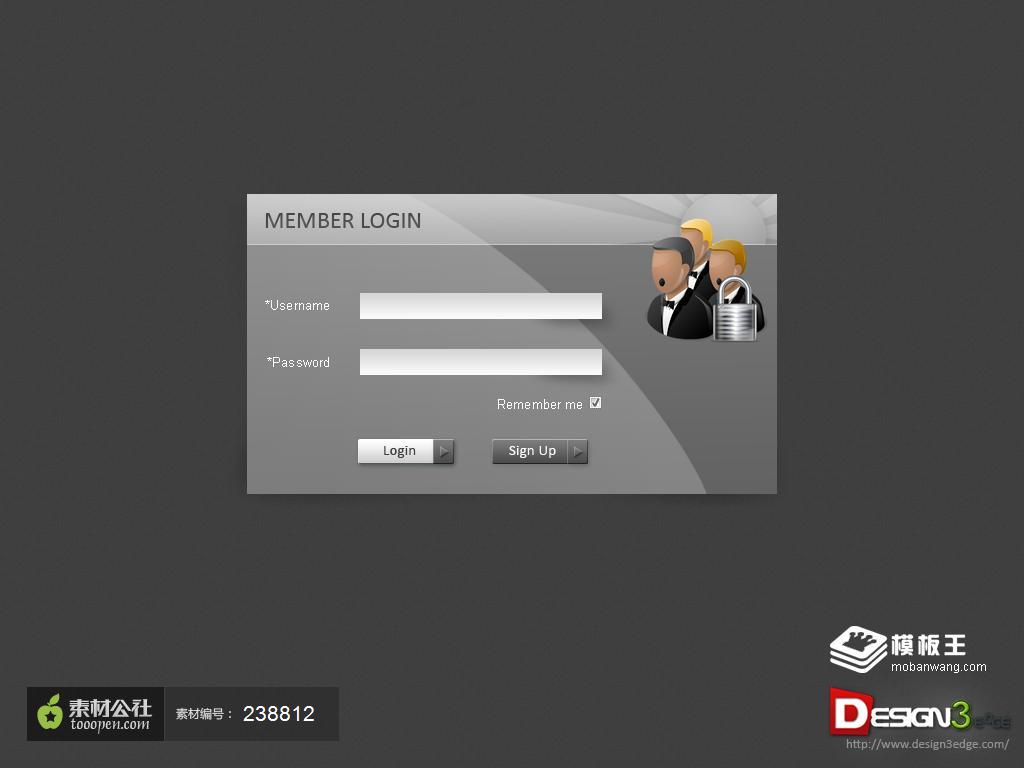 MEMBER LOGIN
*Username
*Password
Remember me
Login
Sign Up
模板王
mobanwang.com
素材公社
tooopen.com
素材编号： 238812
DESIGN3 EDGE
http://www.design3edge.com/